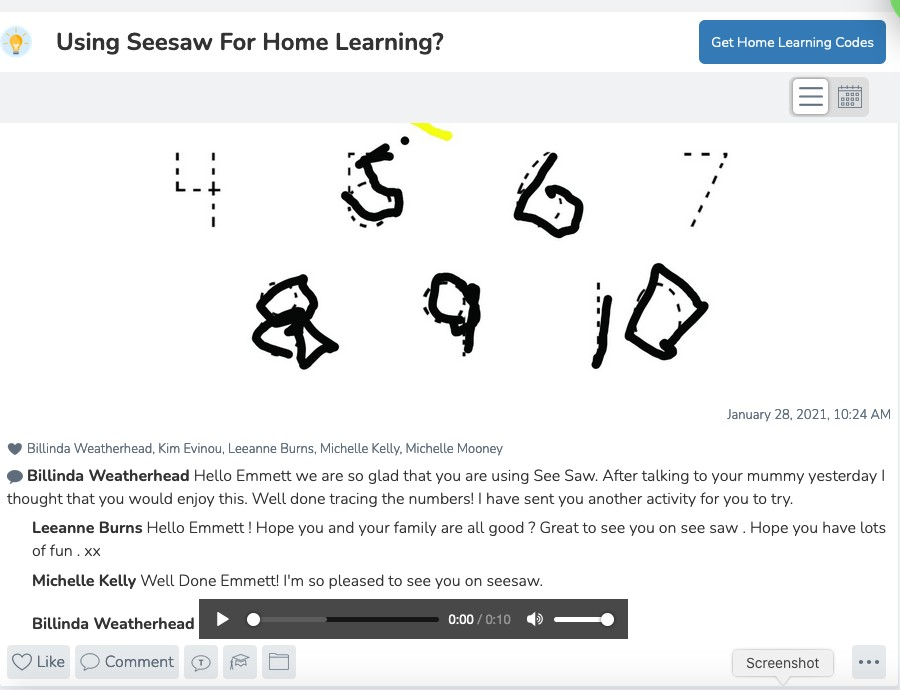 Using Seesaw For Home Learning?
Get Home Learning Codes
4 5 6 7
8 9 10
January 28, 2021, 10:24 AM
Billinda Weatherhead, Kim Evinou, Leeanne Burns, Michelle Kelly, Michelle Mooney
Billinda Weatherhead Hello Emmett we are so glad that you are using See Saw. After talking to your mummy yesterday I
thought that you would enjoy this. Well done tracing the numbers! I have sent you another activity for you to try.
Leeanne Burns Hello Emmett ! Hope you and your family are all good ? Great to see you on see saw . Hope you have lots
of fun . xx
Michelle Kelly Well Done Emmett! I'm so pleased to see you on seesaw.
Billinda Weatherhead 0:00 / 0:10
Like Comment T Screenshot